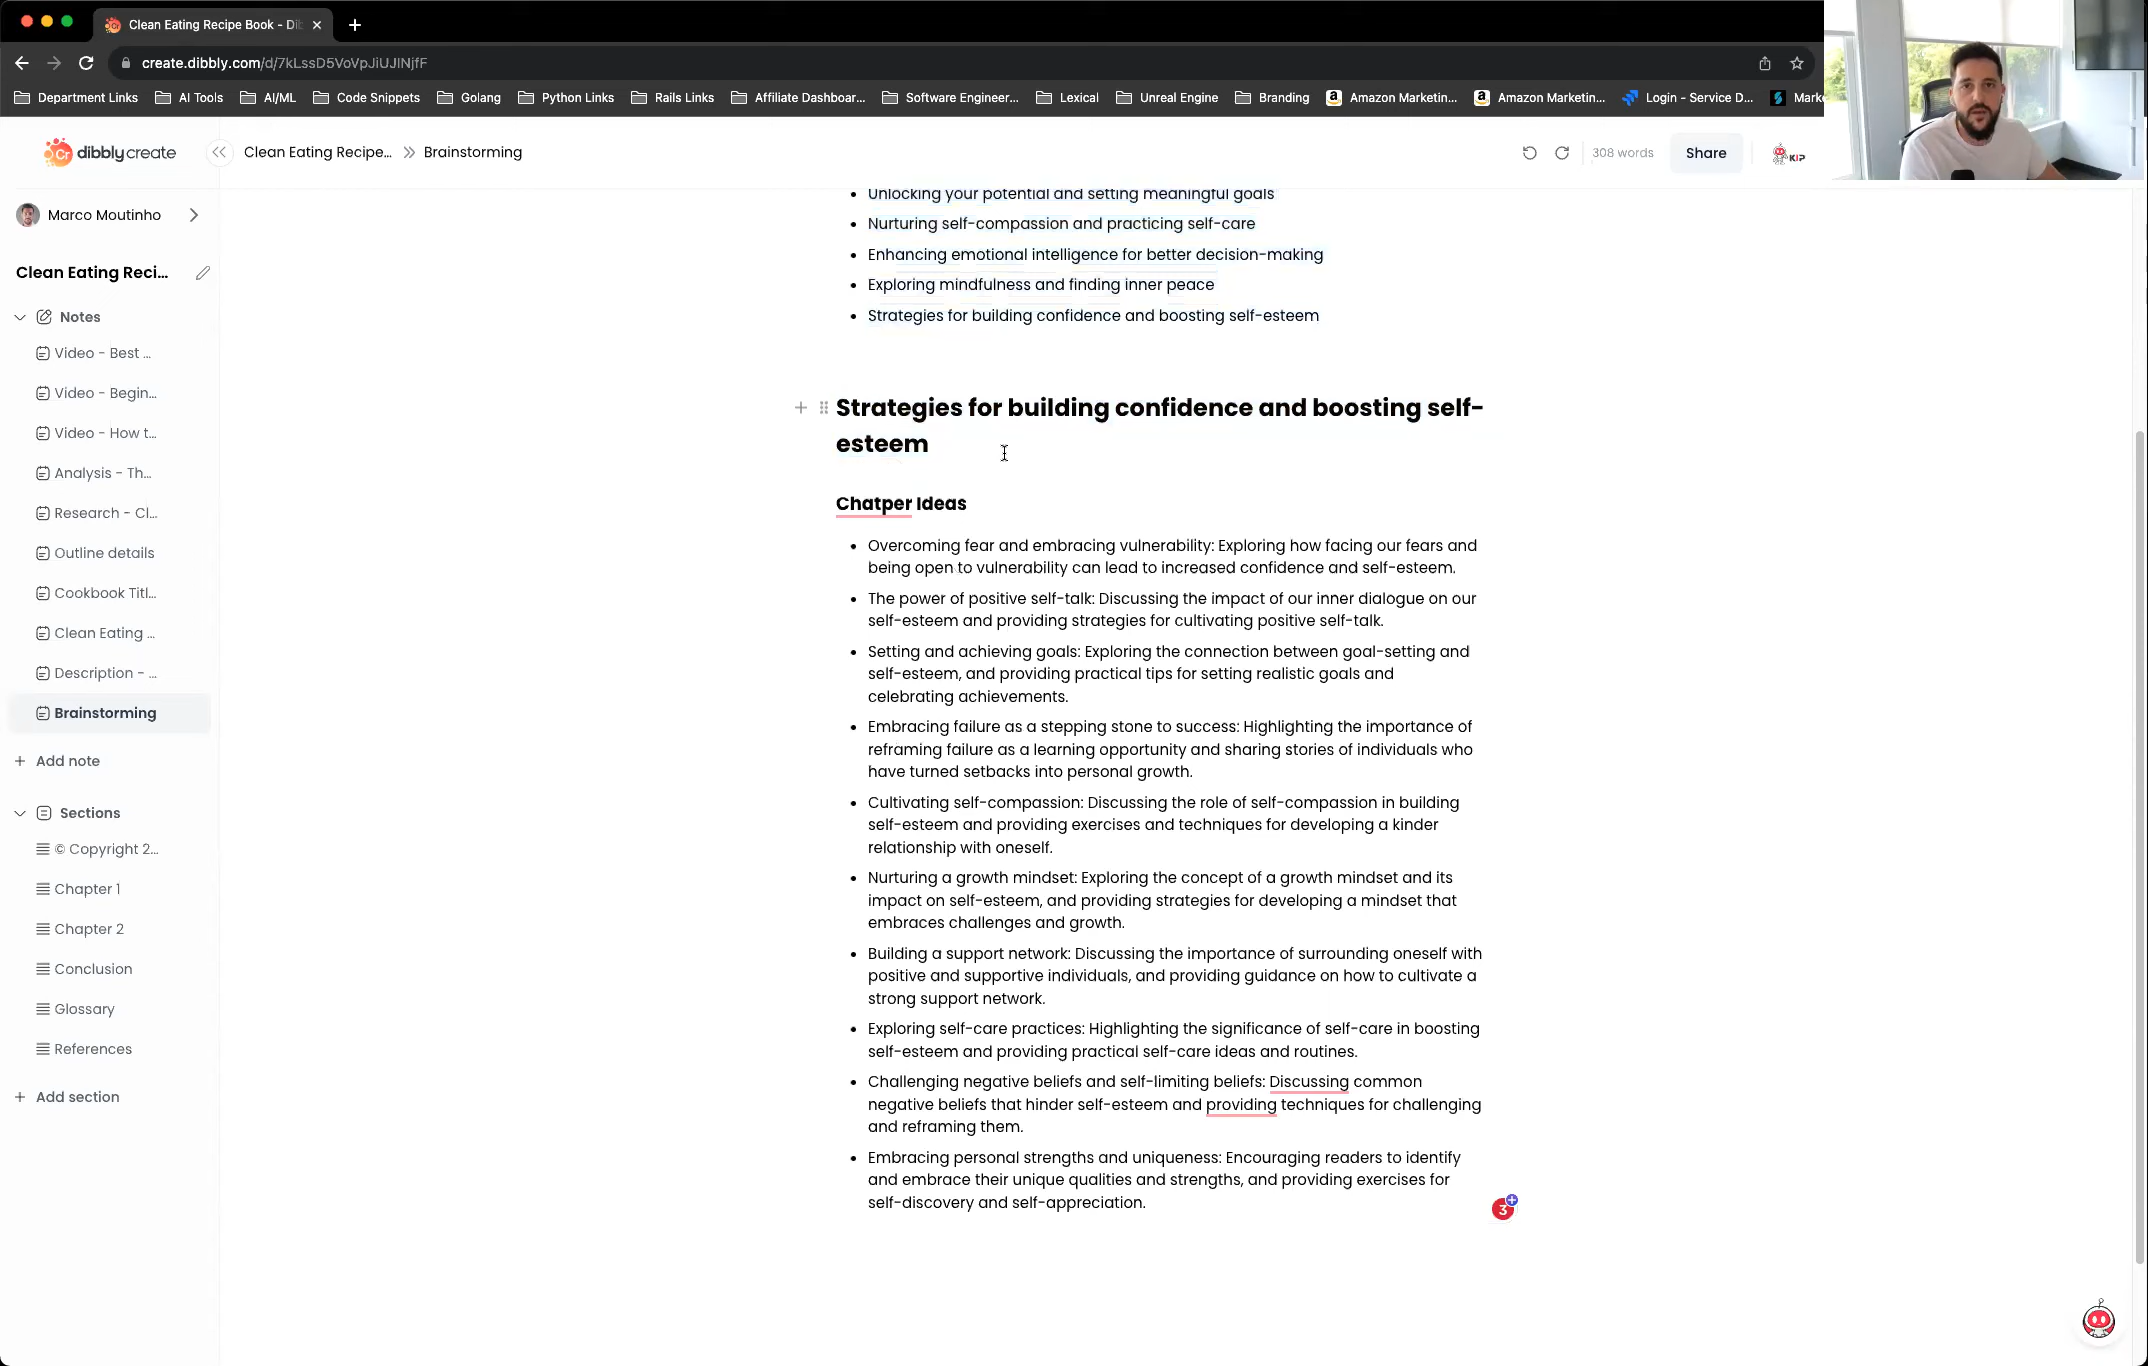 Clean Eating Recipe Book - Dib
create.dibbly.com/d/7kLssD5VoVpJiUJlNjfF
Department Links
AI Tools
AI/ML
Code Snippets
Golang
Python Links
Rails Links
Affiliate Dashboar...
Software Engineer...
Lexical
Unreal Engine
Branding
Amazon Marketin...
Amazon Marketin...
Login - Service D...
Mark
dibblycreate
Clean Eating Recipe...
Brainstorming
308 words
Share
KIP
Marco Moutinho
Clean Eating Reci...
Notes
Video - Best ...
Video - Begin...
Video - How t...
Analysis - Th...
Research - Cl...
Outline details
Cookbook Titl...
Clean Eating ...
Description - ...
Brainstorming
Add note
Sections
© Copyright 2...
Chapter 1
Chapter 2
Conclusion
Glossary
References
Add section
Unlocking your potential and setting meaningful goals
Nurturing self-compassion and practicing self-care
Enhancing emotional intelligence for better decision-making
Exploring mindfulness and finding inner peace
Strategies for building confidence and boosting self-esteem
Strategies for building confidence and boosting self-
esteem
Chatper Ideas
Overcoming fear and embracing vulnerability: Exploring how facing our fears and
being open to vulnerability can lead to increased confidence and self-esteem.
The power of positive self-talk: Discussing the impact of our inner dialogue on our
self-esteem and providing strategies for cultivating positive self-talk.
Setting and achieving goals: Exploring the connection between goal-setting and
self-esteem, and providing practical tips for setting realistic goals and
celebrating achievements.
Embracing failure as a stepping stone to success: Highlighting the importance of
reframing failure as a learning opportunity and sharing stories of individuals who
have turned setbacks into personal growth.
Cultivating self-compassion: Discussing the role of self-compassion in building
self-esteem and providing exercises and techniques for developing a kinder
relationship with oneself.
Nurturing a growth mindset: Exploring the concept of a growth mindset and its
impact on self-esteem, and providing strategies for developing a mindset that
embraces challenges and growth.
Building a support network: Discussing the importance of surrounding oneself with
positive and supportive individuals, and providing guidance on how to cultivate a
strong support network.
Exploring self-care practices: Highlighting the significance of self-care in boosting
self-esteem and providing practical self-care ideas and routines.
Challenging negative beliefs and self-limiting beliefs: Discussing common
negative beliefs that hinder self-esteem and providing techniques for challenging
and reframing them.
Embracing personal strengths and uniqueness: Encouraging readers to identify
and embrace their unique qualities and strengths, and providing exercises for
self-discovery and self-appreciation.
3